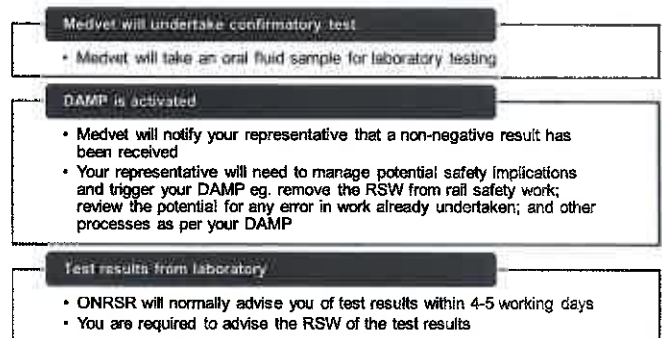 Medvet will undertake confirmatory test
• Medvet will take an oral fluid sample for laboratory testing
DAMP is activated
• Medvet will notify your representative that a non-negative result has
been received
• Your representative will need to manage potential safety implications
and trigger your DAMP eg. remove the RSW from rail safety work;
review the potential for any error in work already undertaken; and other
processes as per your DAMP
Test results from laboratory
• ONRSR will normally advise you of test results within 4-5 working days
• You are required to advise the RSW of the test results